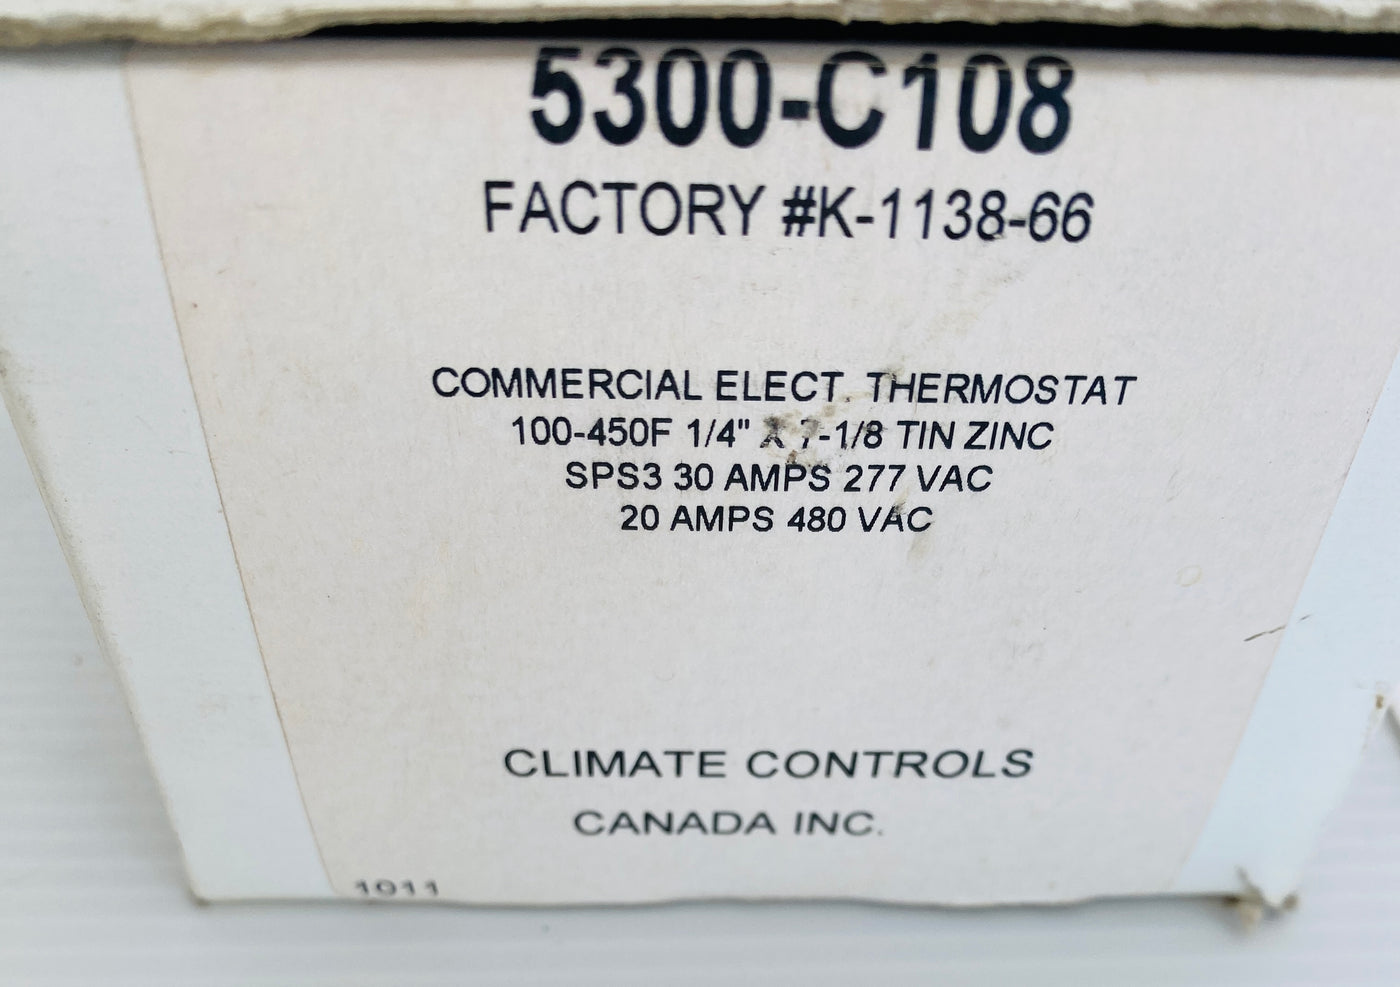 5300-C108
FACTORY #K-1138-66
COMMERCIAL ELECT. THERMOSTAT
100-450F 1/4" X 7-1/8 TIN ZINC
SPS3 30 AMPS 277 VAC
20 AMPS 480 VAC
CLIMATE CONTROLS
CANADA INC.